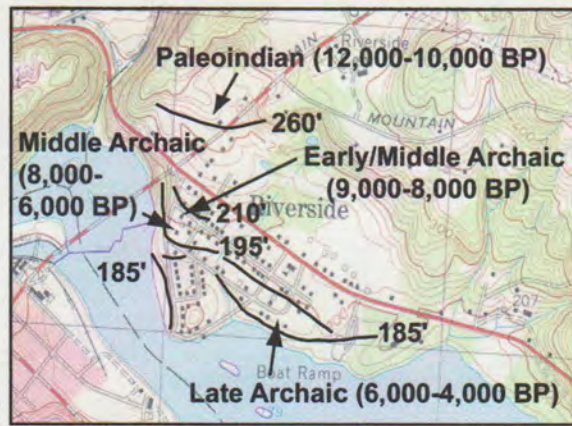 Riverside
Paleoindian (12,000-10,000 BP)
MOUNTAIN
260'
Middle Archaic
(8,000-
6,000 BP)
Early/Middle Archaic
(9,000-8,000 BP)
Riverside
210'
195'
185'
207
185'
Boat Ramp
Late Archaic (6,000-4,000 BP)